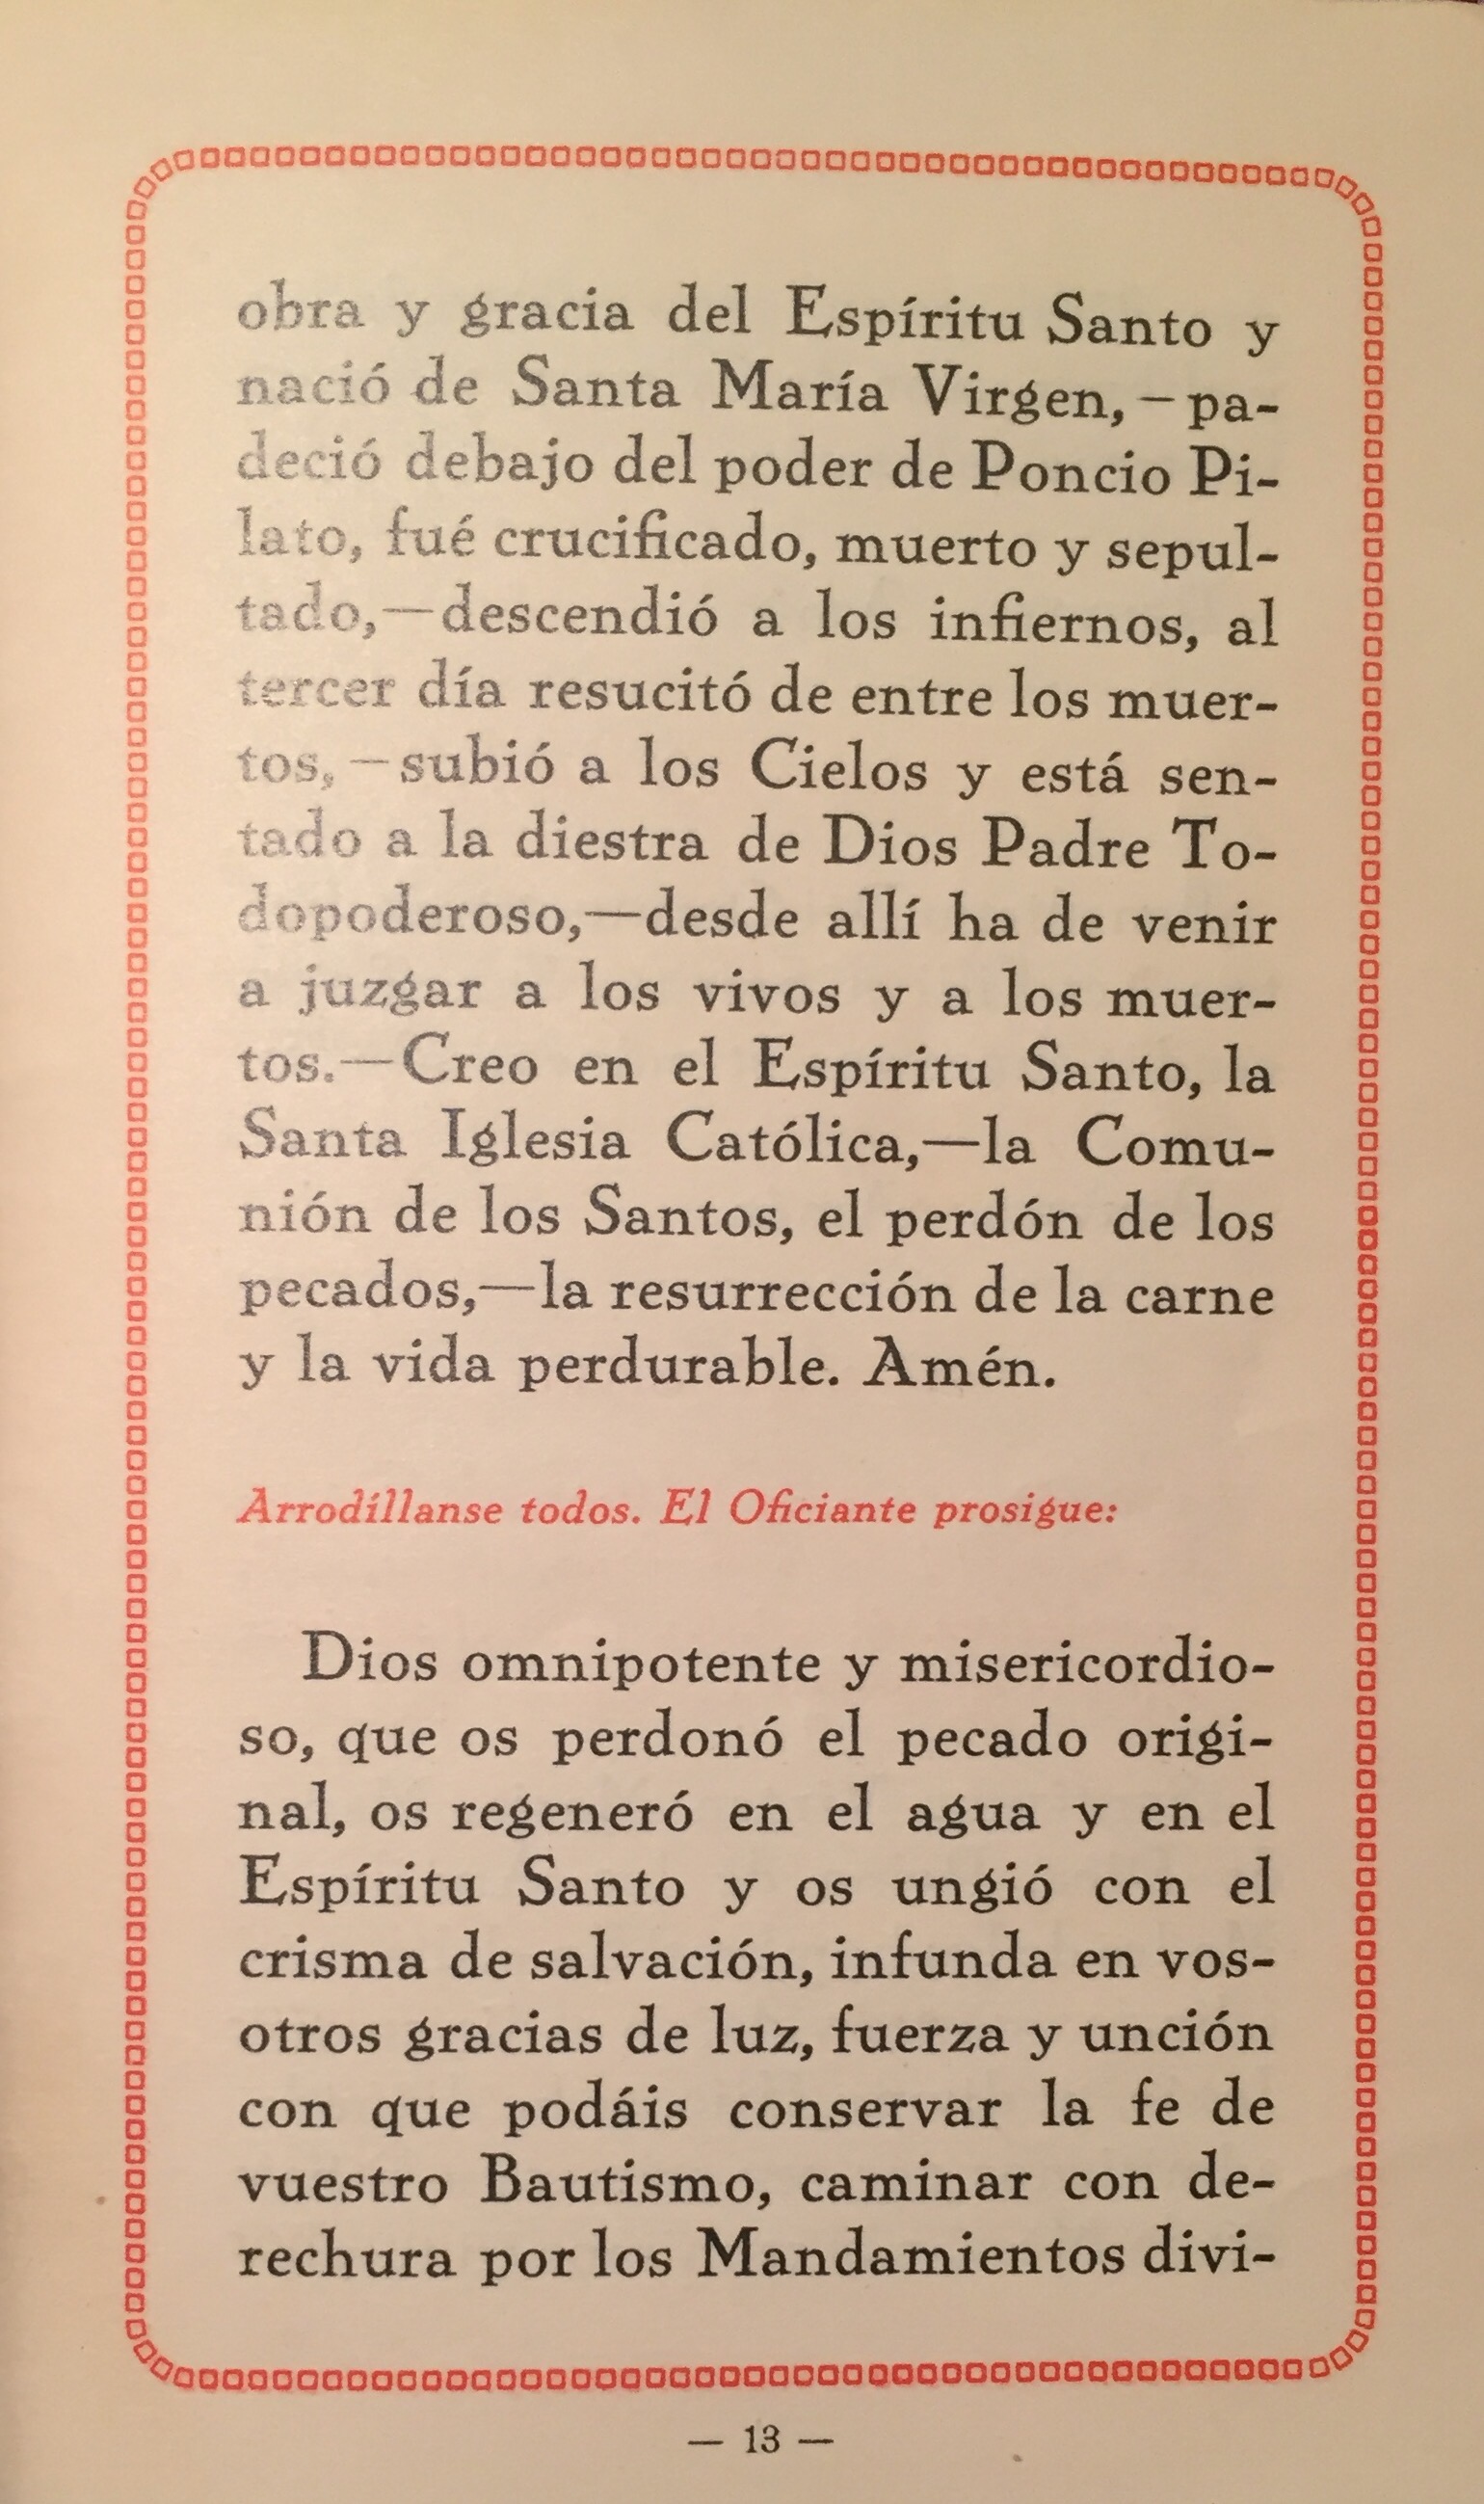 obra y gracia del Espíritu Santo y
nació de Santa María Virgen,—pa-
deció debajo del poder de Poncio Pi-
lato, fué crucificado, muerto y sepul-
tado,—descendió a los infiernos, al
tercer día resucitó de entre los muer-
tos,—subió a los Cielos y está sen-
tado a la diestra de Dios Padre To-
dopoderoso,—desde allí ha de venir
a juzgar a los vivos y a los muer-
tos.—Creo en el Espíritu Santo, la
Santa Iglesia Católica,—la Comu-
nión de los Santos, el perdón de los
pecados,—la resurrección de la carne
y la vida perdurable. Amén.
Arrodíllanse todos. El Oficiante prosigue:
Dios omnipotente y misericordio-
so, que os perdonó el pecado origi-
nal, os regeneró en el agua y en el
Espíritu Santo y os ungió con el
crisma de salvación, infunda en vos-
otros gracias de luz, fuerza y unción
con que podáis conservar la fe de
vuestro Bautismo, caminar con de-
rechura por los Mandamientos divi-
— 13 —